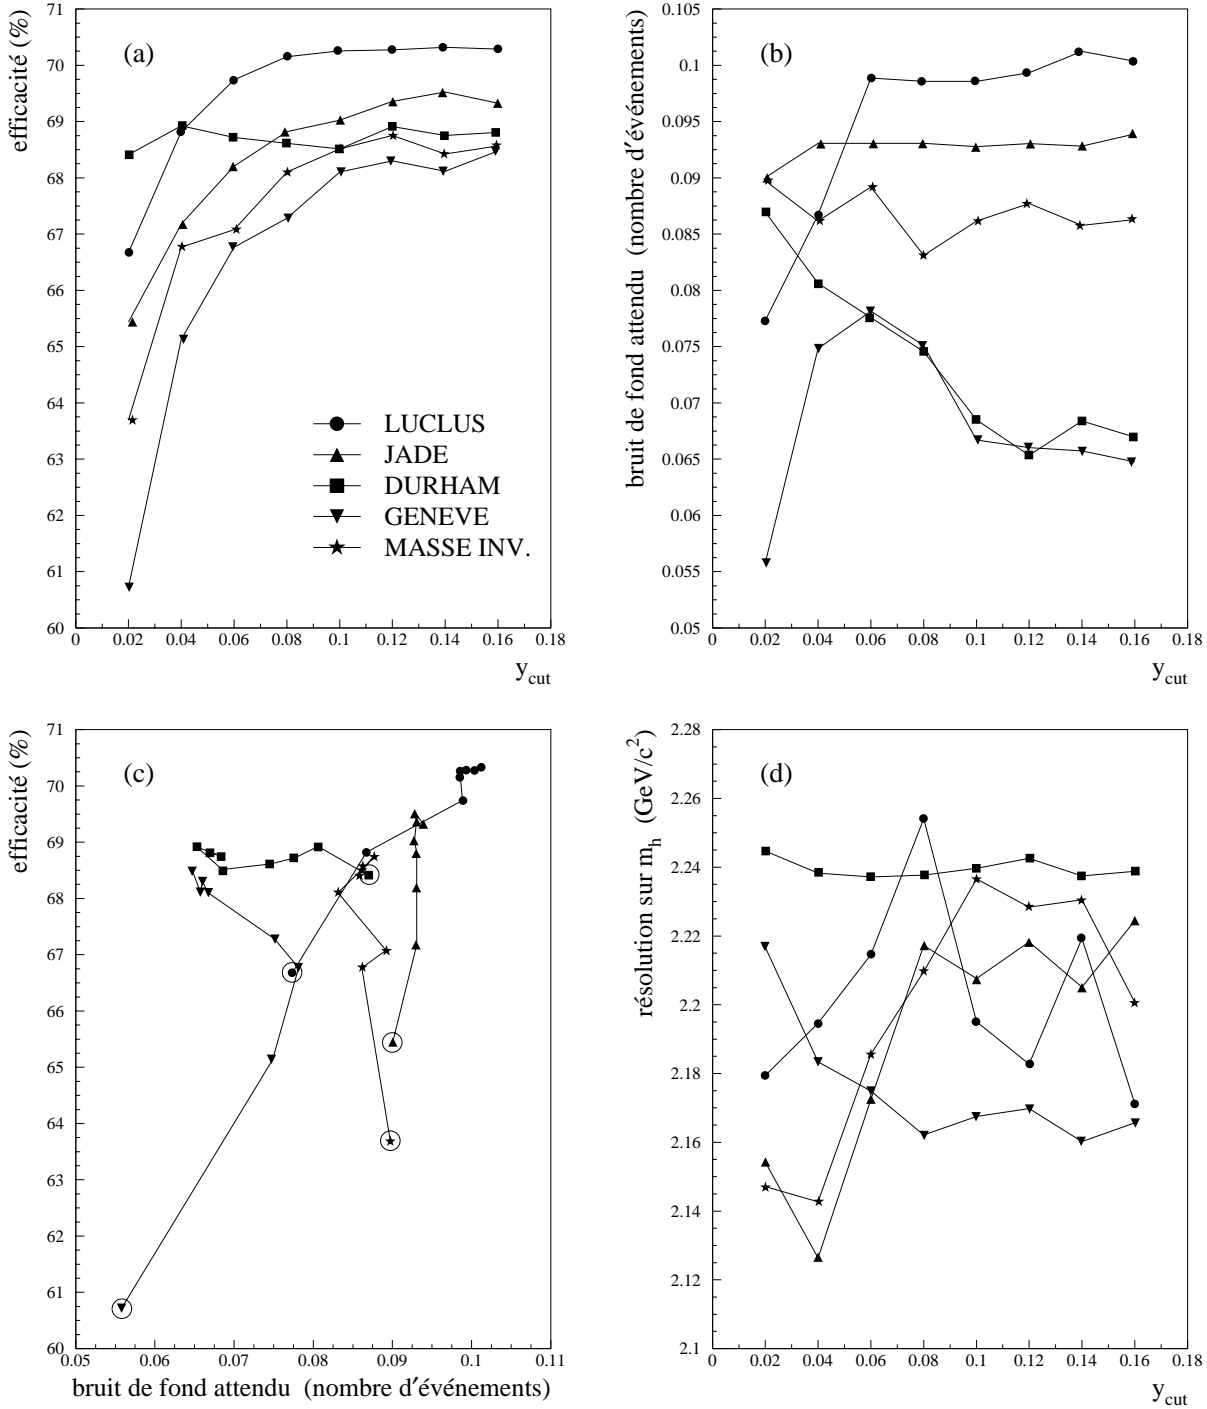 efficacité (%)
(a)
71
70
69
68
67
66
65
64
63
62
61
60
LUCLUS
JADE
DURHAM
GENEVE
MASSE INV.
0 0.02 0.04 0.06 0.08 0.1 0.12 0.14 0.16 0.18
y_cut
bruit de fond attendu (nombre d'événements)
(b)
0.105
0.1
0.095
0.09
0.085
0.08
0.075
0.07
0.065
0.06
0.055
0.05
0 0.02 0.04 0.06 0.08 0.1 0.12 0.14 0.16 0.18
y_cut
efficacité (%)
(c)
71
70
69
68
67
66
65
64
63
62
61
60
0.05 0.06 0.07 0.08 0.09 0.1 0.11
bruit de fond attendu (nombre d'événements)
résolution sur m_h (GeV/c²)
(d)
2.28
2.26
2.24
2.22
2.2
2.18
2.16
2.14
2.12
2.1
0 0.02 0.04 0.06 0.08 0.1 0.12 0.14 0.16 0.18
y_cut